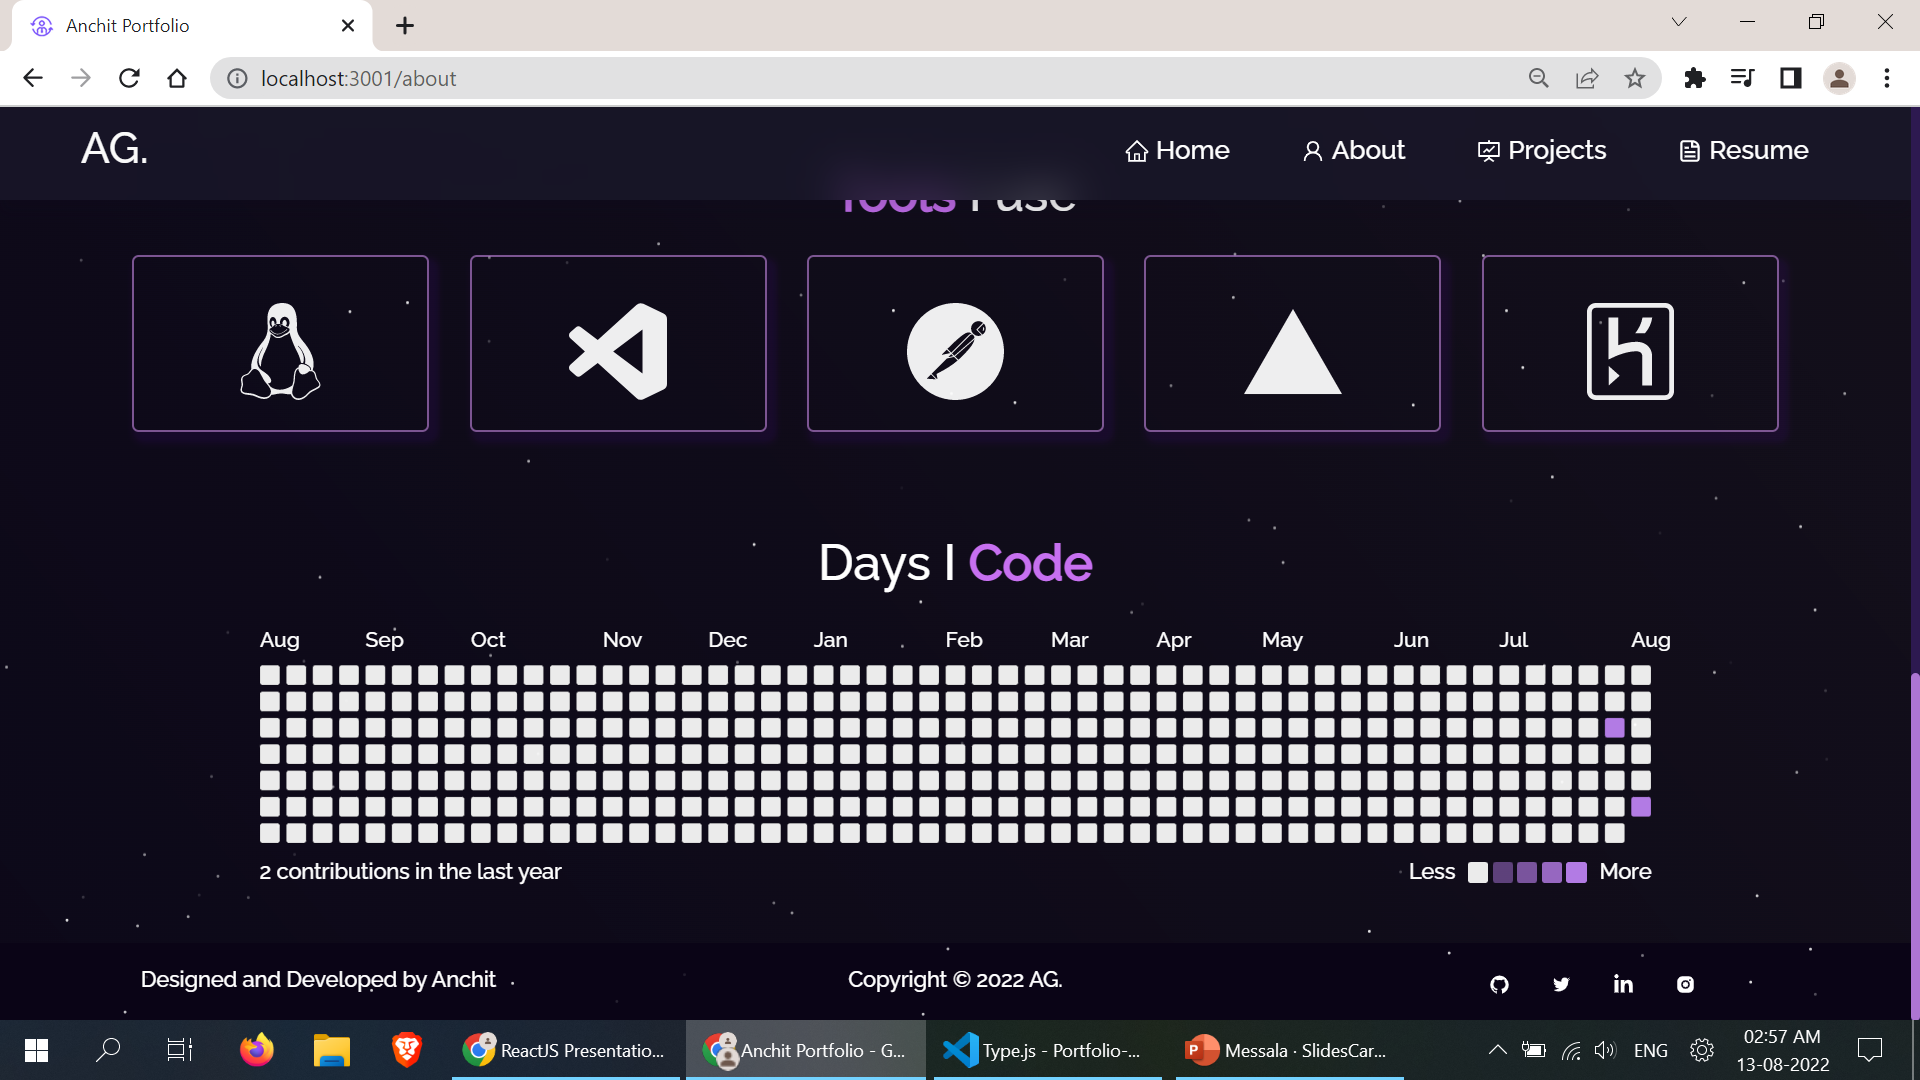 Anchit Portfolio
localhost:3001/about
AG.
Home About Projects Resume
Tools I use
Days I Code
Aug Sep Oct Nov Dec Jan Feb Mar Apr May Jun Jul Aug
2 contributions in the last year
Less More
Designed and Developed by Anchit
Copyright © 2022 AG.
ReactJS Presentatio...
Anchit Portfolio - G...
Type.js - Portfolio-...
Messala · SlidesCar...
ENG
02:57 AM
13-08-2022